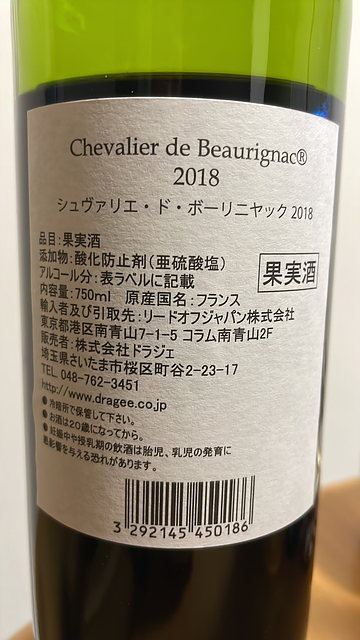 Chevalier de Beaurignac®
2018
シュヴァリエ・ド・ボーリニャック 2018
品目:果実酒
添加物:酸化防止剤(亜硫酸塩)
アルコール分:表ラベルに記載
内容量:750ml 原産国名:フランス
果実酒
輸入者及び引取先:リードオフジャパン株式会社
東京都港区南青山7-1-5 コラム南青山2F
販売者:株式会社ドラジェ
埼玉県さいたま市桜区町谷2-23-17
TEL 048-762-3451
http://www.dragee.co.jp
●冷暗所で保管して下さい。
●お酒は20歳になってから。
●妊娠中や授乳期の飲酒は胎児、乳児の発育に
悪影響を与える恐れがあります。
3 292145 450186